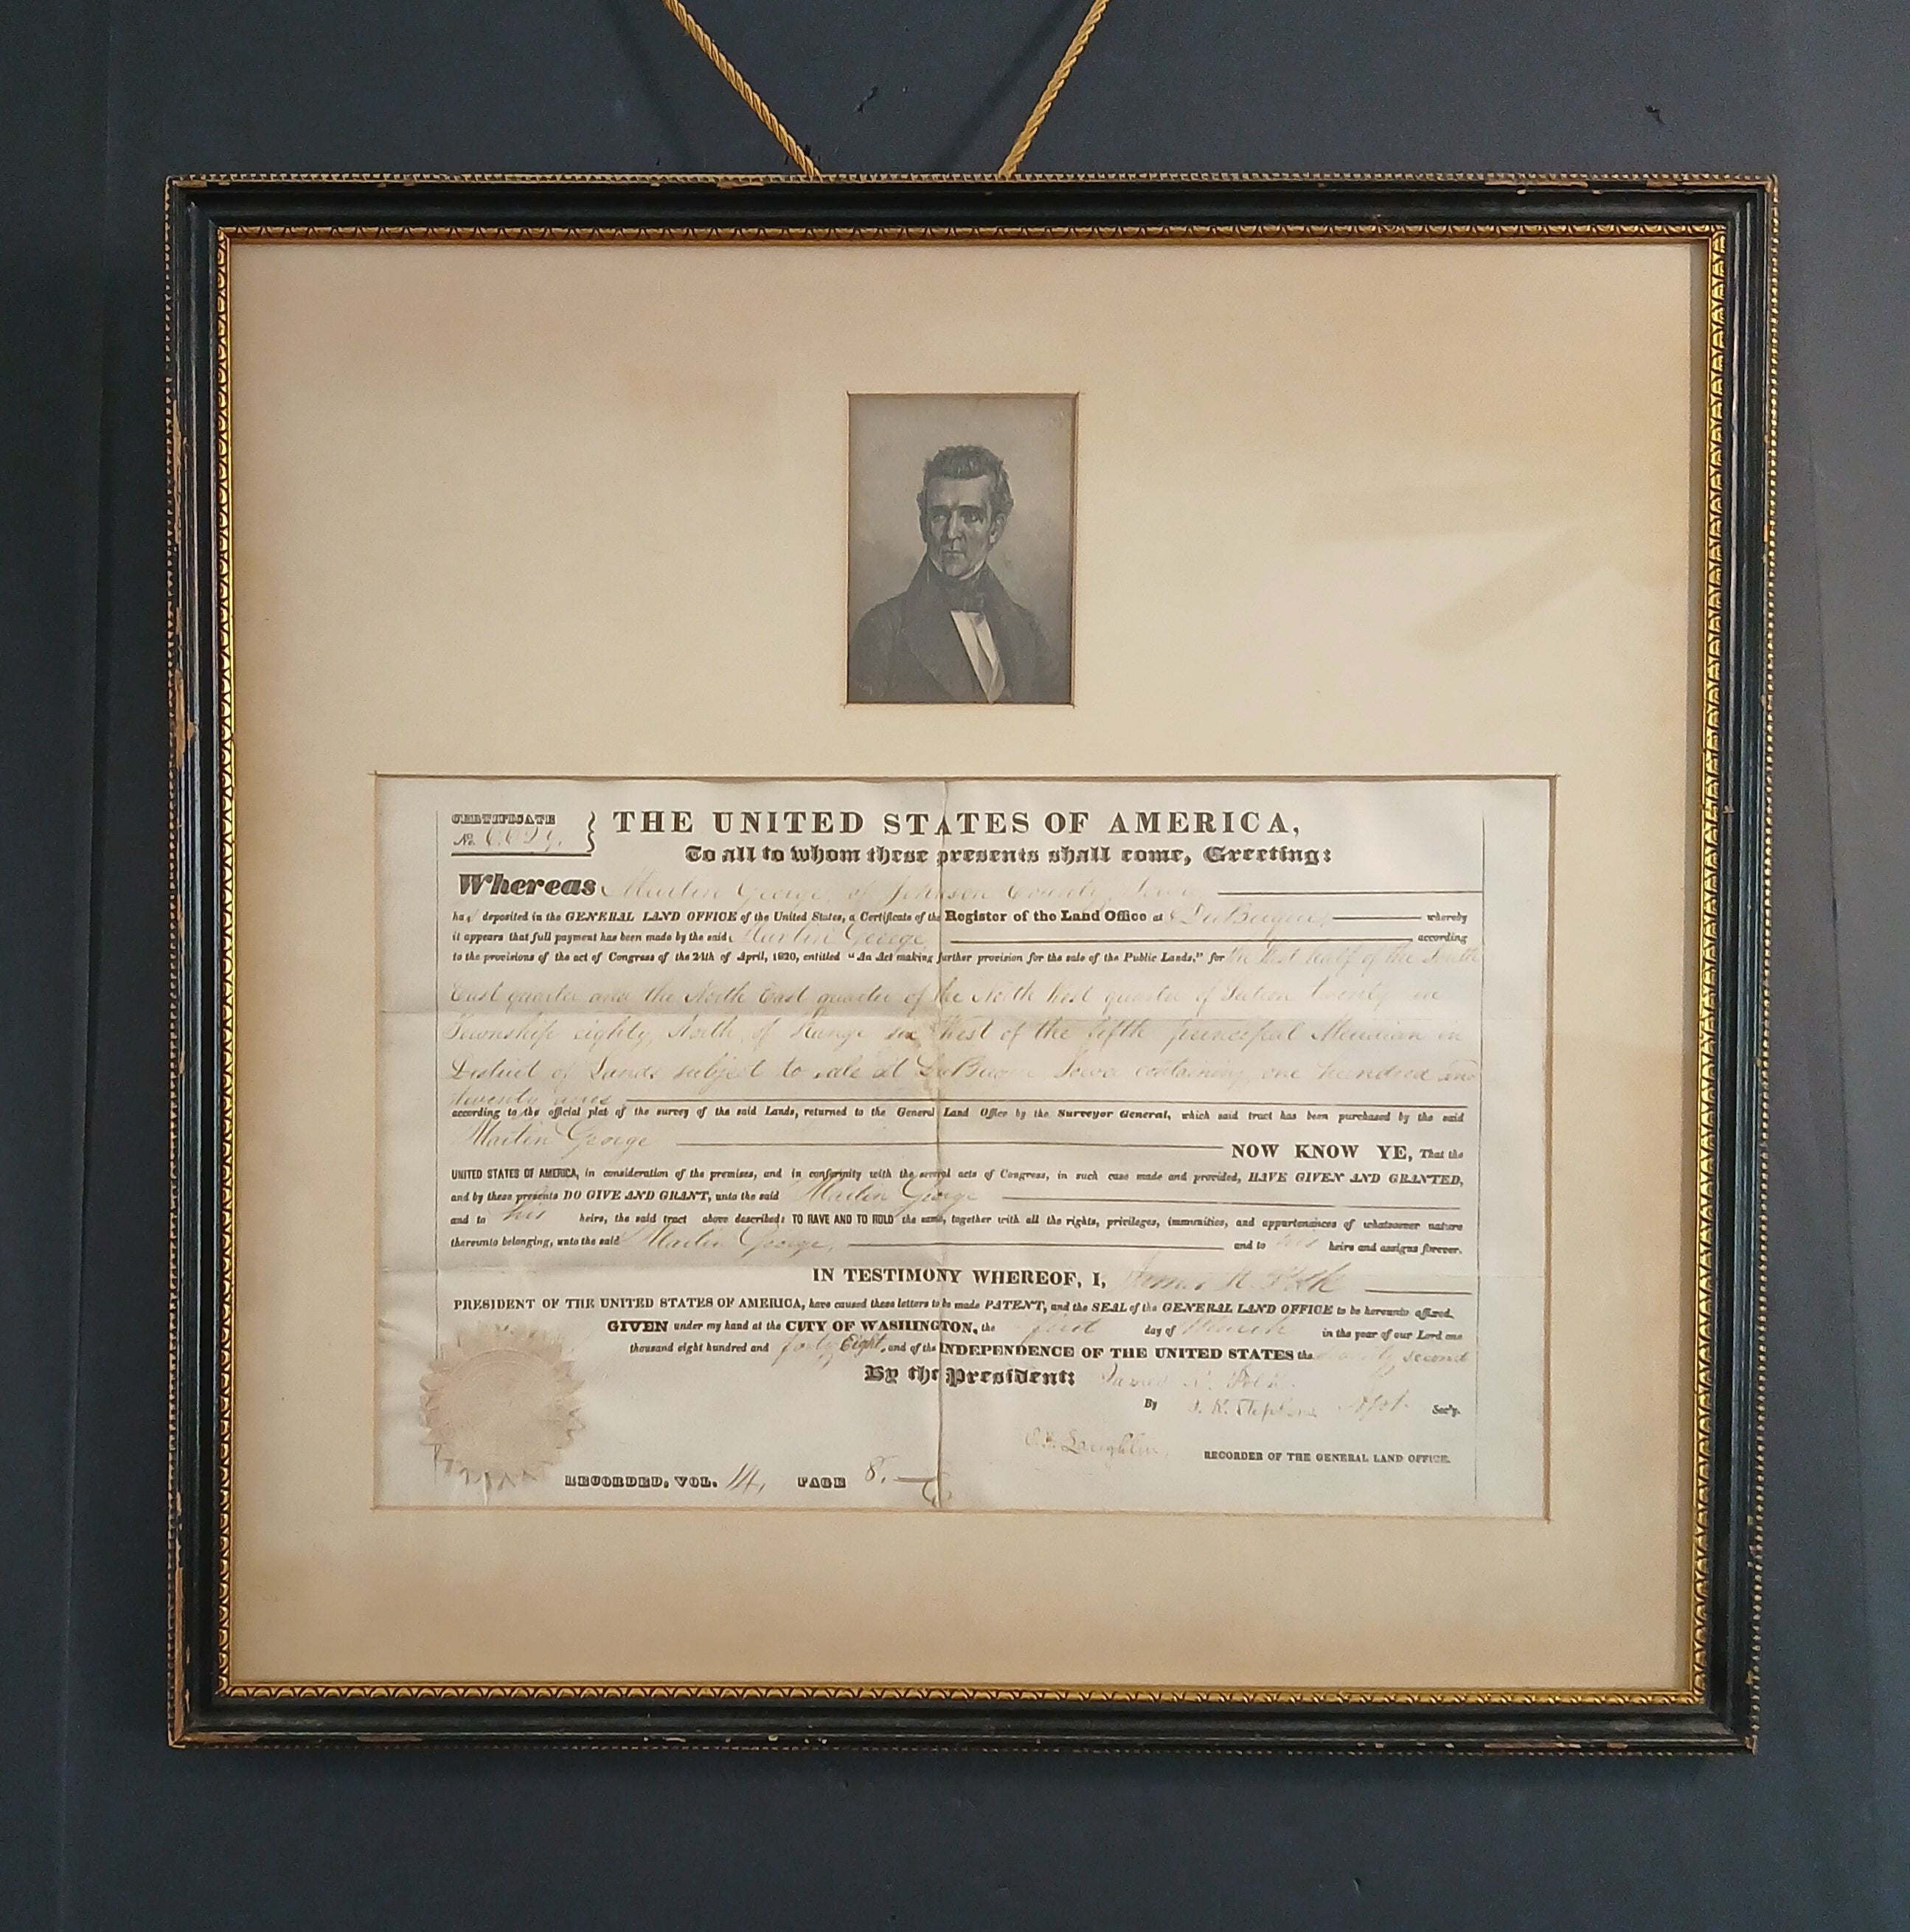 CERTIFICATE
No.
THE UNITED STATES OF AMERICA,
To all to whom these presents shall come, Greeting:
Whereas Martin George, of Johnson County, Iowa
ha deposited in the GENERAL LAND OFFICE of the United States, a Certificate of the Register of the Land Office at DuBuque, whereby
it appears that full payment has been made by the said Martin George according
to the provisions of the act of Congress of the 24th of April, 1820, entitled "An Act making further provision for the sale of the Public Lands," for the West half of the South
East quarter and the North East quarter of the North West quarter of Section twenty in
Township eighty, North, of Range six West of the fifth principal Meridian in
District of Lands subject to sale at DuBuque Iowa containing one hundred and
twenty acres
according to the official plat of the survey of the said Lands, returned to the General Land Office by the Surveyor General, which said tract has been purchased by the said
Martin George NOW KNOW YE, That the
UNITED STATES OF AMERICA, in consideration of the premises, and in conformity with the several acts of Congress, in such case made and provided, HAVE GIVEN AND GRANTED,
and by these presents DO GIVE AND GRANT, unto the said Martin George
and to his heirs, the said tract above described: TO HAVE AND TO HOLD the same, together with all the rights, privileges, immunities, and appurtenances of whatsoever nature
thereunto belonging, unto the said Martin George, and to his heirs and assigns forever.
IN TESTIMONY WHEREOF, I, James K. Polk
PRESIDENT OF THE UNITED STATES OF AMERICA, have caused these letters to be made PATENT, and the SEAL of the GENERAL LAND OFFICE to be hereunto affixed.
GIVEN under my hand at the CITY OF WASHINGTON, the first day of March in the year of our Lord one
thousand eight hundred and forty Eight, and of the INDEPENDENCE OF THE UNITED STATES the seventy second
By the President: James K. Polk
By J. K. Stephens Asst. Sec'y.
Laughlin RECORDER OF THE GENERAL LAND OFFICE.
RECORDED, VOL. 14, PAGE 8.